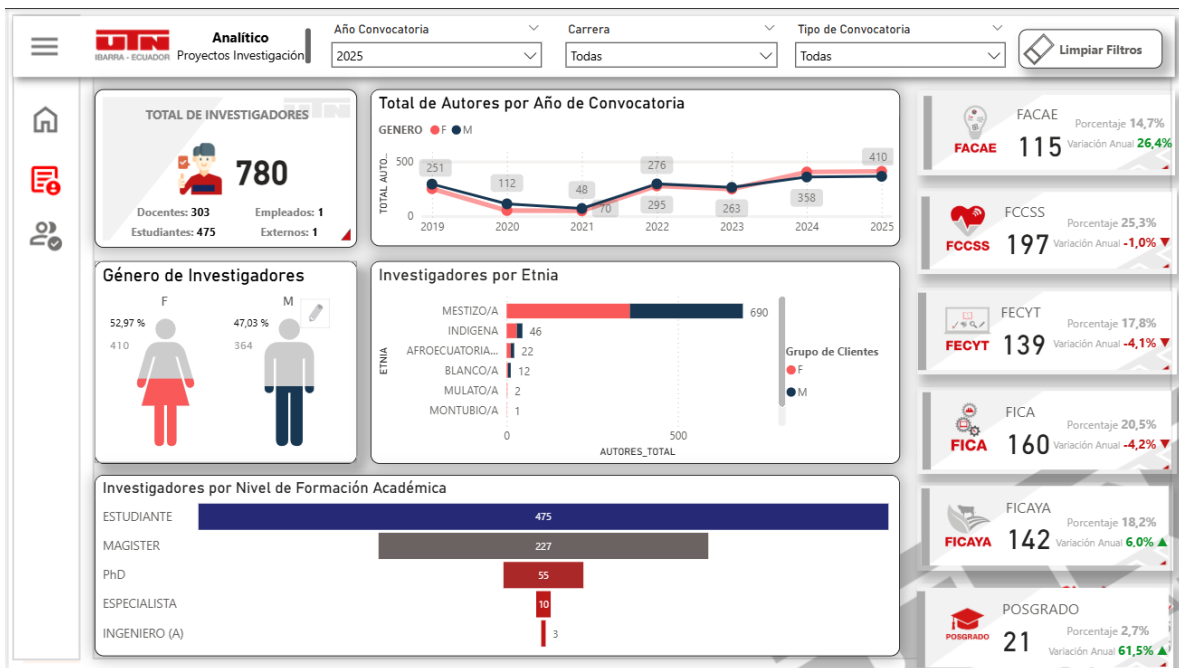 UTN
IBARRA - ECUADOR
Analítico
Proyectos Investigación
Año Convocatoria
2025
Carrera
Todas
Tipo de Convocatoria
Todas
Limpiar Filtros
TOTAL DE INVESTIGADORES
780
Docentes: 303 Empleados: 1
Estudiantes: 475 Externos: 1
Total de Autores por Año de Convocatoria
GENERO F M
TOTAL AUTO...
500
0
251
112
48
70
276
295
263
358
410
2019 2020 2021 2022 2023 2024 2025
Género de Investigadores
F M
52,97 % 47,03 %
410 364
Investigadores por Etnia
ETNIA
MESTIZO/A 690
INDIGENA 46
AFROECUATORIA... 22
BLANCO/A 12
MULATO/A 2
MONTUBIO/A 1
0 500
AUTORES_TOTAL
Grupo de Clientes
F
M
Investigadores por Nivel de Formación Académica
ESTUDIANTE 475
MAGISTER 227
PhD 55
ESPECIALISTA 10
INGENIERO (A) 3
FACAE
FACAE
Porcentaje 14,7%
115 Variación Anual 26,4%
FCCSS
FCCSS
Porcentaje 25,3%
197 Variación Anual -1,0%
FECYT
FECYT
Porcentaje 17,8%
139 Variación Anual -4,1%
FICA
FICA
Porcentaje 20,5%
160 Variación Anual -4,2%
FICAYA
FICAYA
Porcentaje 18,2%
142 Variación Anual 6,0%
POSGRADO
POSGRADO
Porcentaje 2,7%
21 Variación Anual 61,5%